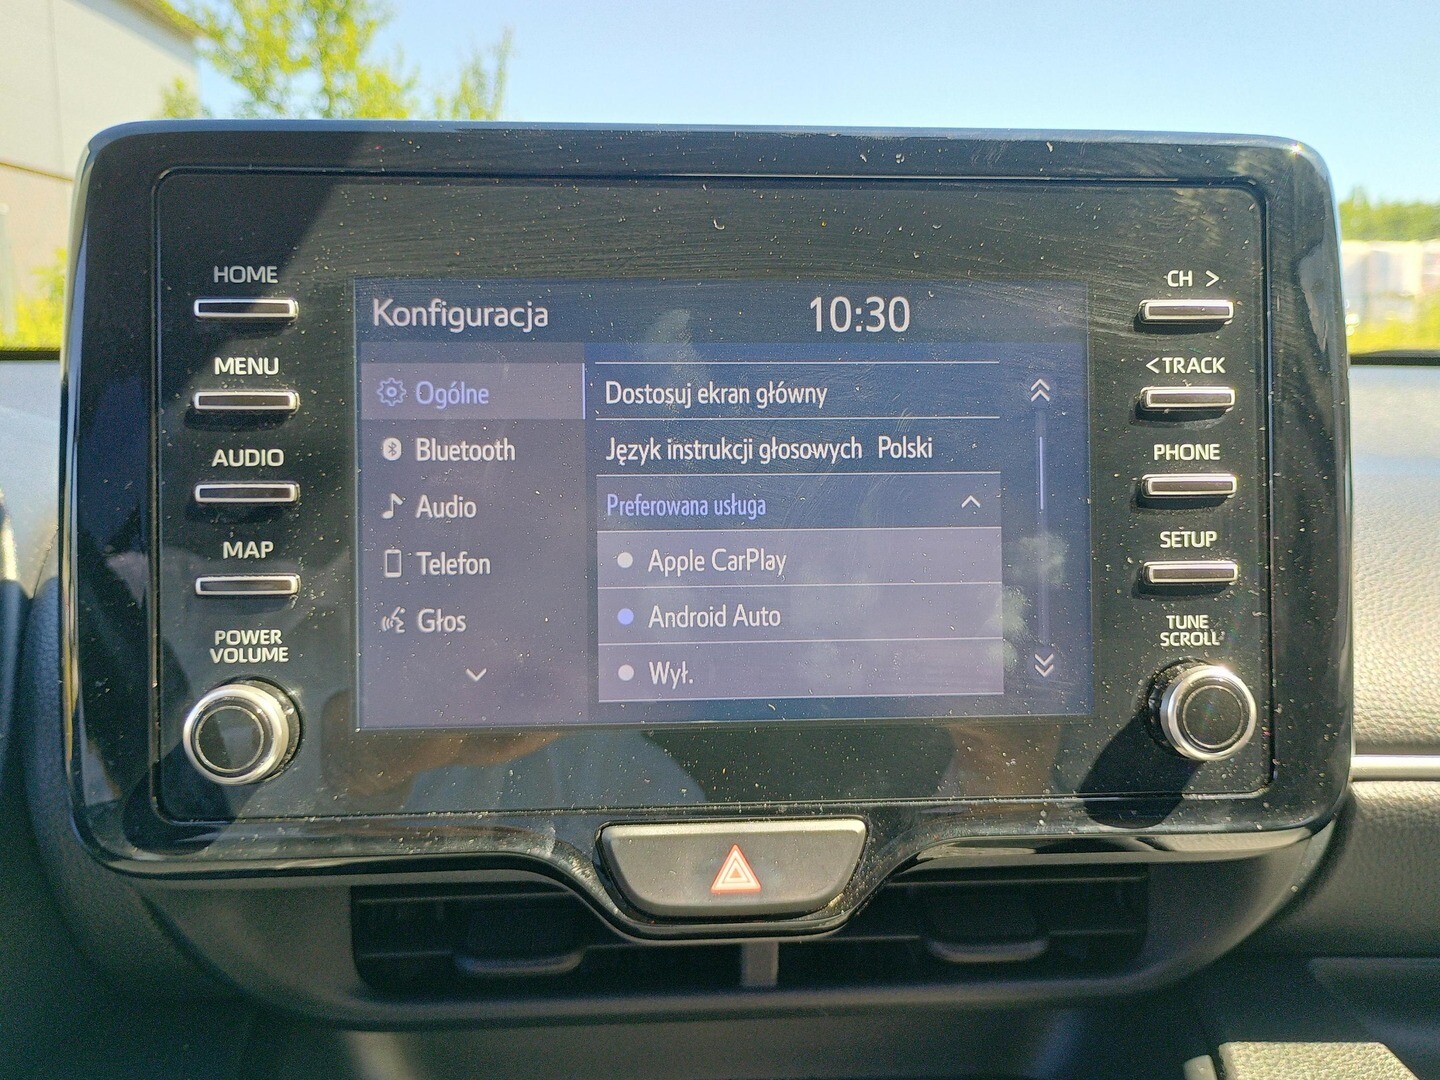 HOME
MENU
AUDIO
MAP
POWER
VOLUME
Konfiguracja 10:30
Ogólne
Bluetooth
Audio
Telefon
Głos
Dostosuj ekran główny
Język instrukcji głosowych Polski
Preferowana usługa
Apple CarPlay
Android Auto
Wył.
CH >
< TRACK
PHONE
SETUP
TUNE
SCROLL